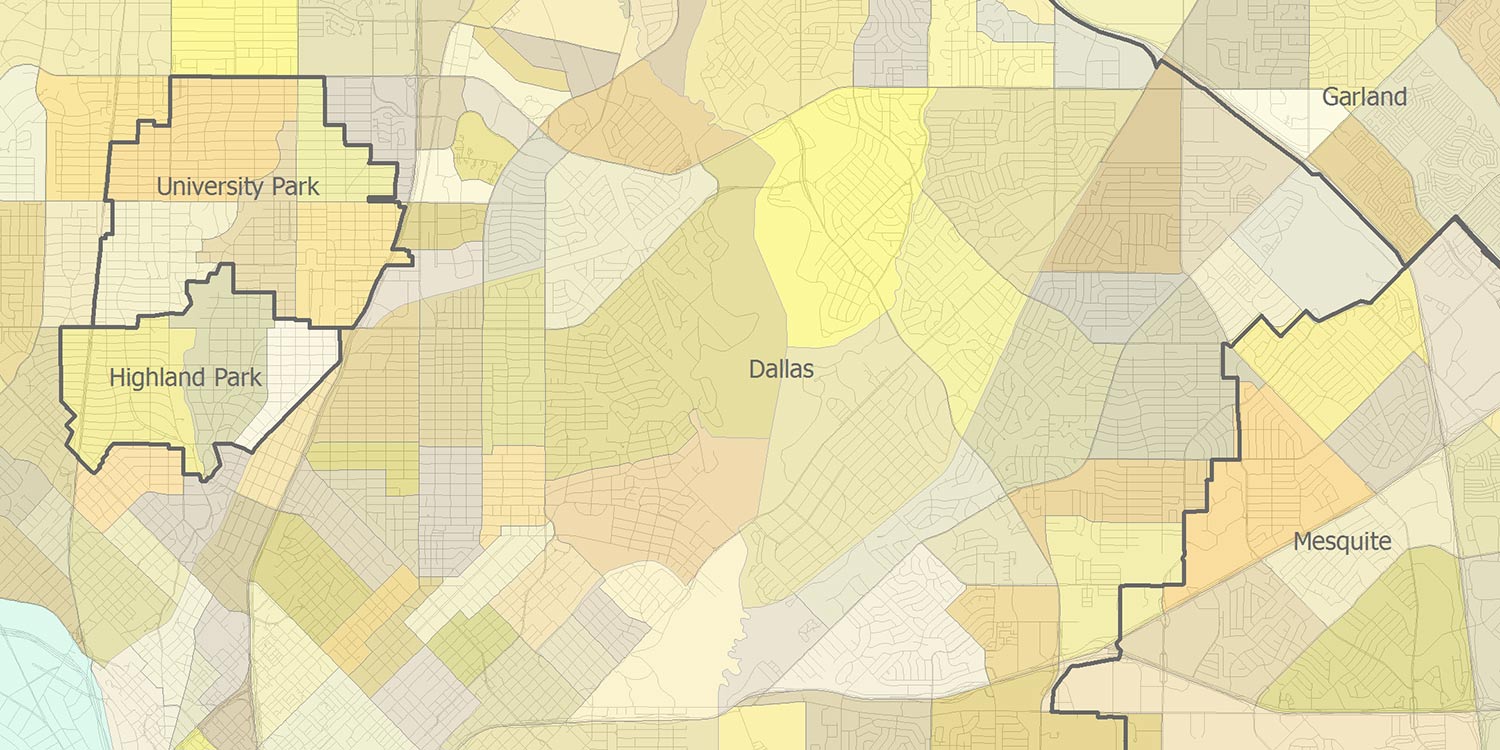 Garland
University Park
Dallas
Highland Park
Mesquite